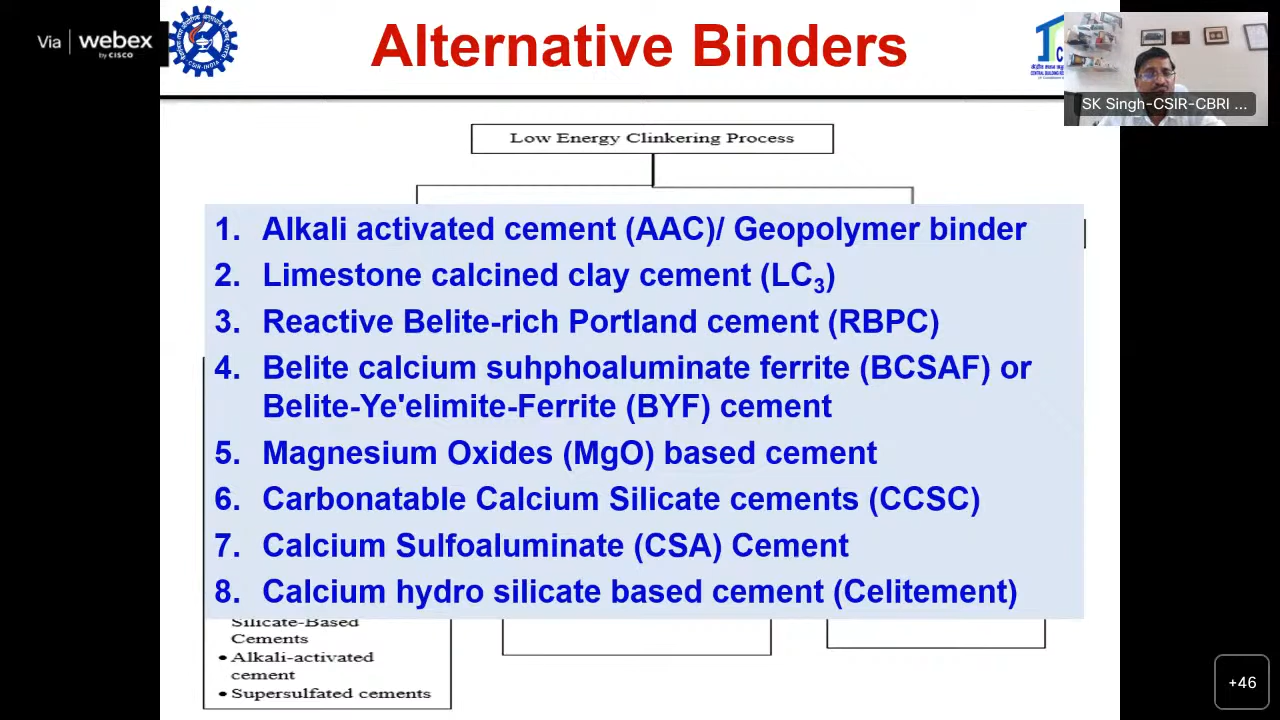 Via webex
by CISCO
CSIR-INDIA
Alternative Binders
SK Singh-CSIR-CBRI ...
Low Energy Clinkering Process
1. Alkali activated cement (AAC)/ Geopolymer binder
2. Limestone calcined clay cement (LC3)
3. Reactive Belite-rich Portland cement (RBPC)
4. Belite calcium suhphoaluminate ferrite (BCSAF) or
Belite-Ye'elimite-Ferrite (BYF) cement
5. Magnesium Oxides (MgO) based cement
6. Carbonatable Calcium Silicate cements (CCSC)
7. Calcium Sulfoaluminate (CSA) Cement
8. Calcium hydro silicate based cement (Celitement)
Silicate-Based
Cements
• Alkali-activated
cement
• Supersulfated cements
+46